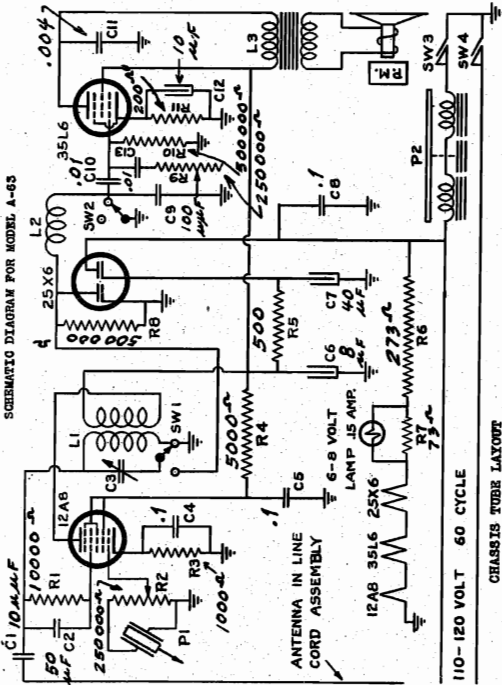 SCHEMATIC DIAGRAM FOR MODEL A-63
C1
10 μμF
C2
50
μF
R1
10000 Ω
12A8
L1
C3
SW1
250000 Ω
P1
R2
R3
1000 Ω
.1
C4
C5
.1
5000 Ω
R4
500000
R8
25X6
L2
SW2
C6
8
μF
500
R5
C7
40
μF
C8
.1
C9
100
μμF
.01
C10
.01
C13
R9
R10
500000 Ω
250000 Ω
35L6
200 Ω
R11
10
μF
C12
.004
C11
L3
R.M.
ANTENNA IN LINE
CORD ASSEMBLY
12A8 35L6 25X6
6-8 VOLT
LAMP .15 AMP.
R7
73 Ω
273 Ω
R6
P2
SW3
SW4
110-120 VOLT 60 CYCLE
CHASSIS TUBE LAYOUT